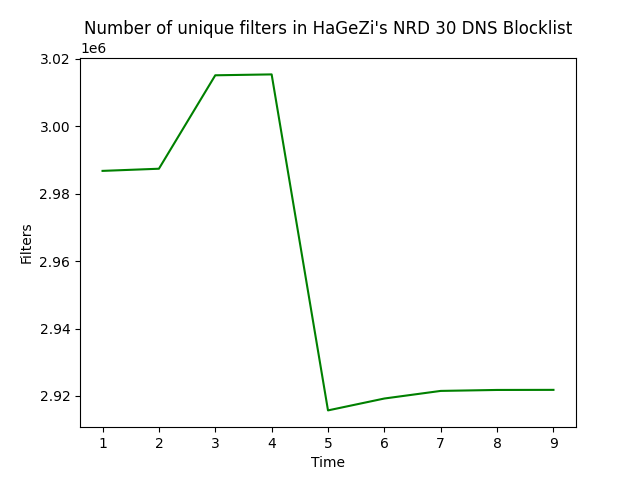 Number of unique filters in HaGeZi's NRD 30 DNS Blocklist
1e6
3.02
3.00
2.98
2.96
2.94
2.92
Filters
1 2 3 4 5 6 7 8 9
Time